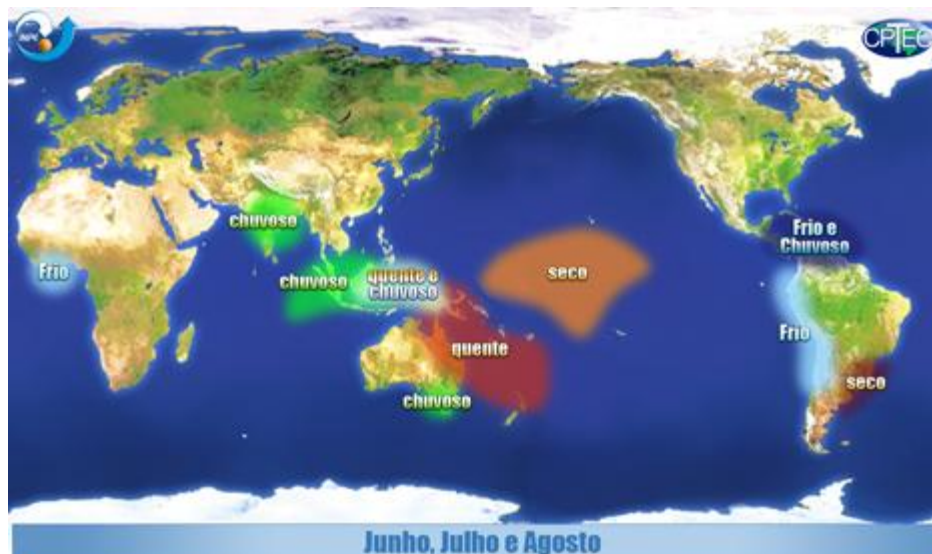 CPTEC
chuvoso
Frio e
Chuvoso
Frio
chuvoso
quente e
chuvoso
seco
quente
Frio
seco
chuvoso
Junho, Julho e Agosto